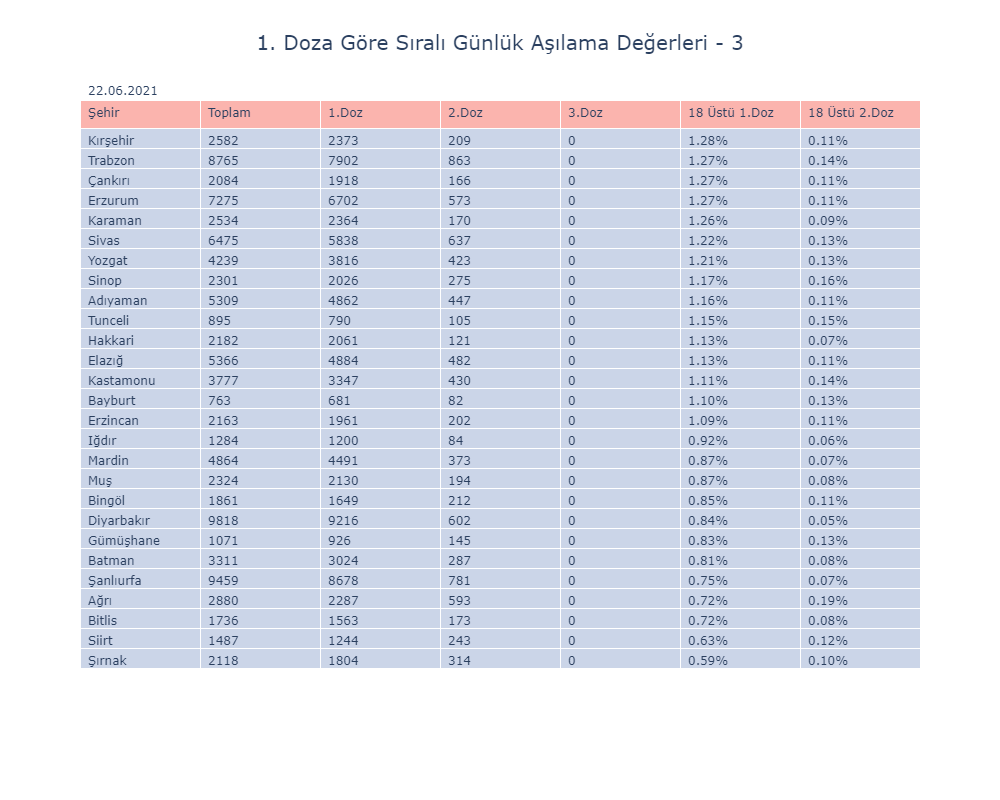 1. Doza Göre Sıralı Günlük Aşılama Değerleri - 3
22.06.2021
Şehir Toplam 1.Doz 2.Doz 3.Doz 18 Üstü 1.Doz 18 Üstü 2.Doz
Kırşehir 2582 2373 209 0 1.28% 0.11%
Trabzon 8765 7902 863 0 1.27% 0.14%
Çankırı 2084 1918 166 0 1.27% 0.11%
Erzurum 7275 6702 573 0 1.27% 0.11%
Karaman 2534 2364 170 0 1.26% 0.09%
Sivas 6475 5838 637 0 1.22% 0.13%
Yozgat 4239 3816 423 0 1.21% 0.13%
Sinop 2301 2026 275 0 1.17% 0.16%
Adıyaman 5309 4862 447 0 1.16% 0.11%
Tunceli 895 790 105 0 1.15% 0.15%
Hakkari 2182 2061 121 0 1.13% 0.07%
Elazığ 5366 4884 482 0 1.13% 0.11%
Kastamonu 3777 3347 430 0 1.11% 0.14%
Bayburt 763 681 82 0 1.10% 0.13%
Erzincan 2163 1961 202 0 1.09% 0.11%
Iğdır 1284 1200 84 0 0.92% 0.06%
Mardin 4864 4491 373 0 0.87% 0.07%
Muş 2324 2130 194 0 0.87% 0.08%
Bingöl 1861 1649 212 0 0.85% 0.11%
Diyarbakır 9818 9216 602 0 0.84% 0.05%
Gümüşhane 1071 926 145 0 0.83% 0.13%
Batman 3311 3024 287 0 0.81% 0.08%
Şanlıurfa 9459 8678 781 0 0.75% 0.07%
Ağrı 2880 2287 593 0 0.72% 0.19%
Bitlis 1736 1563 173 0 0.72% 0.08%
Siirt 1487 1244 243 0 0.63% 0.12%
Şırnak 2118 1804 314 0 0.59% 0.10%